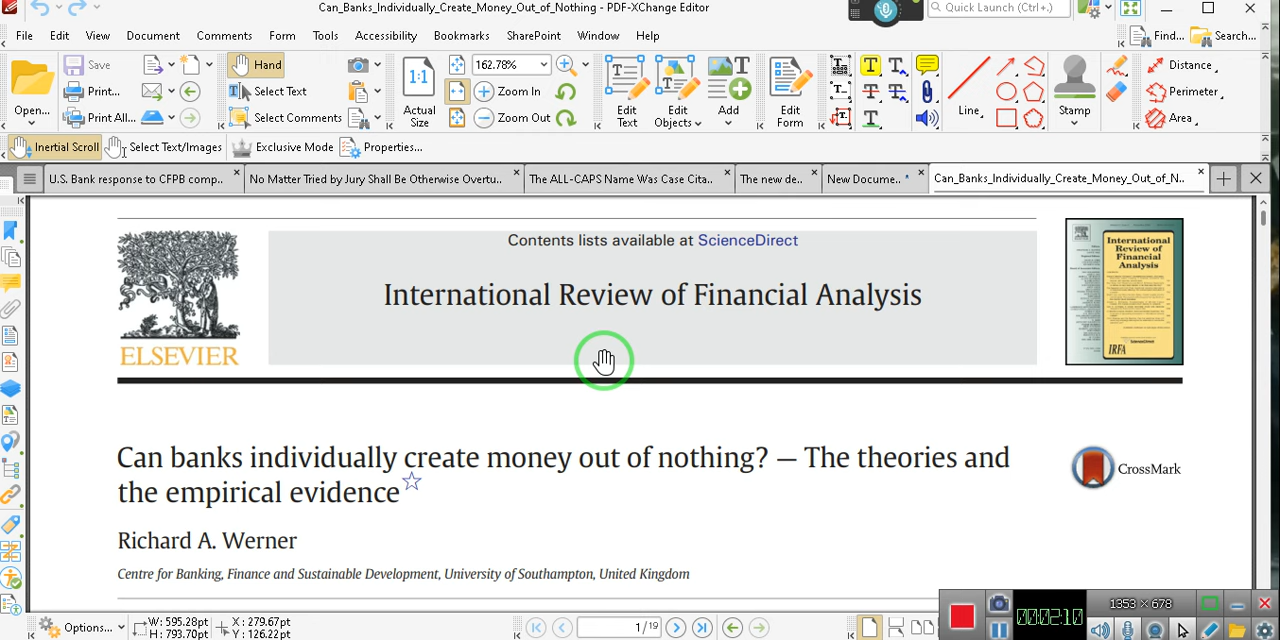 Can_Banks_Individually_Create_Money_Out_of_Nothing - PDF-XChange Editor
Quick Launch (Ctrl+.)
File Edit View Document Comments Form Tools Accessibility Bookmarks SharePoint Window Help
Find... Search...
Open... Save Print... Print All... Hand Select Text Select Comments
1:1 Actual Size 162.78% Zoom In Zoom Out
Edit Text Edit Objects Add Edit Form Line Stamp Distance Perimeter Area
Inertial Scroll Select Text/Images Exclusive Mode Properties...
U.S. Bank response to CFPB comp... No Matter Tried by Jury Shall Be Otherwise Overtu... The ALL-CAPS Name Was Case Cita... The new de... New Docume.. * Can_Banks_Individually_Create_Money_Out_of_N...
Contents lists available at ScienceDirect
International Review of Financial Analysis
ELSEVIER
International
Review of
Financial
Analysis
IRFA
Can banks individually create money out of nothing? — The theories and
the empirical evidence☆
CrossMark
Richard A. Werner
Centre for Banking, Finance and Sustainable Development, University of Southampton, United Kingdom
Options... W: 595.28pt X: 279.67pt
H: 793.70pt Y: 126.22pt
1/19
00:02:10 1353 × 678